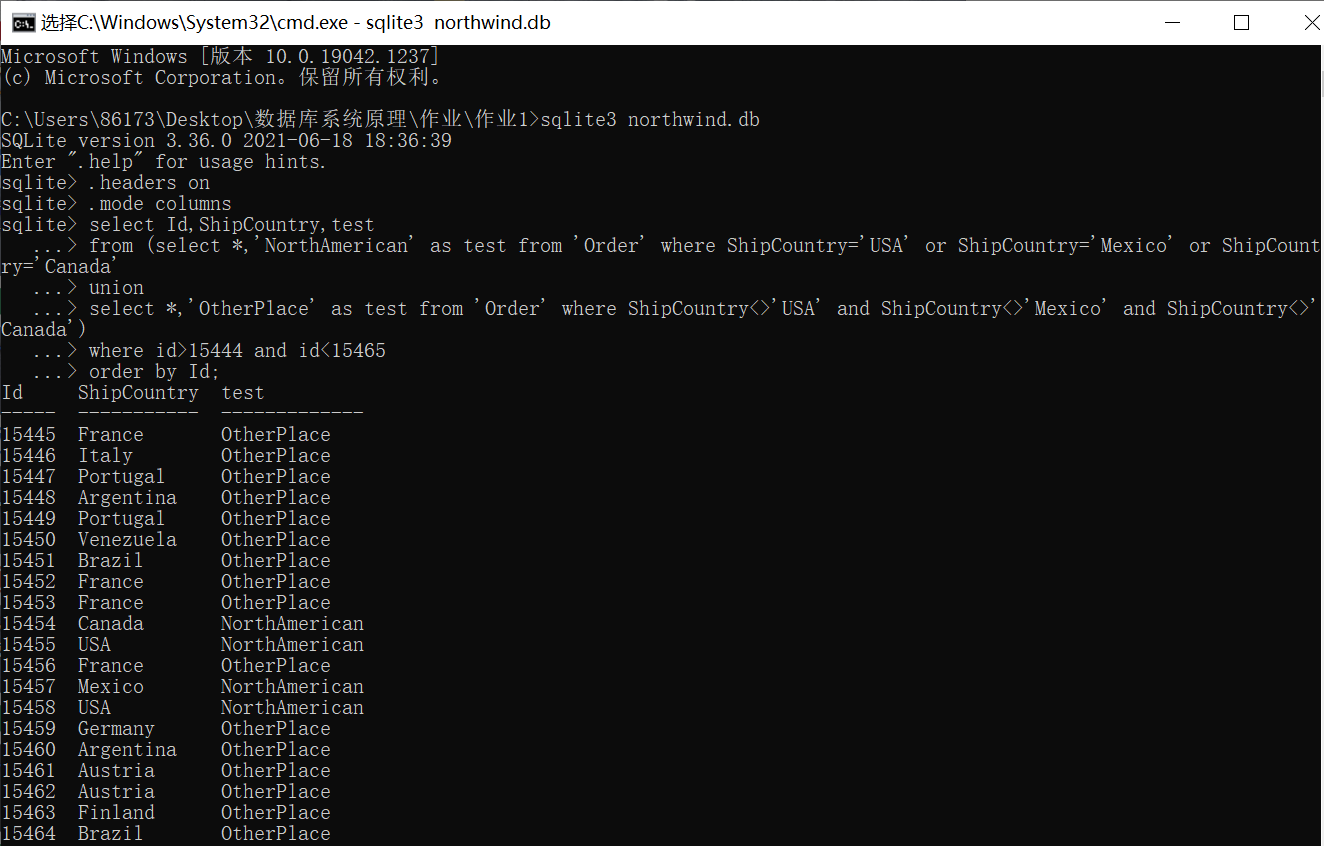 选择C:\Windows\System32\cmd.exe - sqlite3  northwind.db
Microsoft Windows [版本 10.0.19042.1237]
(c) Microsoft Corporation。保留所有权利。
C:\Users\86173\Desktop\数据库系统原理\作业\作业1>sqlite3 northwind.db
SQLite version 3.36.0 2021-06-18 18:36:39
Enter ".help" for usage hints.
sqlite> .headers on
sqlite> .mode columns
sqlite> select Id,ShipCountry,test
   ...> from (select *,'NorthAmerican' as test from 'Order' where ShipCountry='USA' or ShipCountry='Mexico' or ShipCount
ry='Canada'
   ...> union
   ...> select *,'OtherPlace' as test from 'Order' where ShipCountry<>'USA' and ShipCountry<>'Mexico' and ShipCountry<>'
Canada')
   ...> where id>15444 and id<15465
   ...> order by Id;
Id     ShipCountry  test
-----  -----------  -------------
15445  France       OtherPlace
15446  Italy        OtherPlace
15447  Portugal     OtherPlace
15448  Argentina    OtherPlace
15449  Portugal     OtherPlace
15450  Venezuela    OtherPlace
15451  Brazil       OtherPlace
15452  France       OtherPlace
15453  France       OtherPlace
15454  Canada       NorthAmerican
15455  USA          NorthAmerican
15456  France       OtherPlace
15457  Mexico       NorthAmerican
15458  USA          NorthAmerican
15459  Germany      OtherPlace
15460  Argentina    OtherPlace
15461  Austria      OtherPlace
15462  Austria      OtherPlace
15463  Finland      OtherPlace
15464  Brazil       OtherPlace